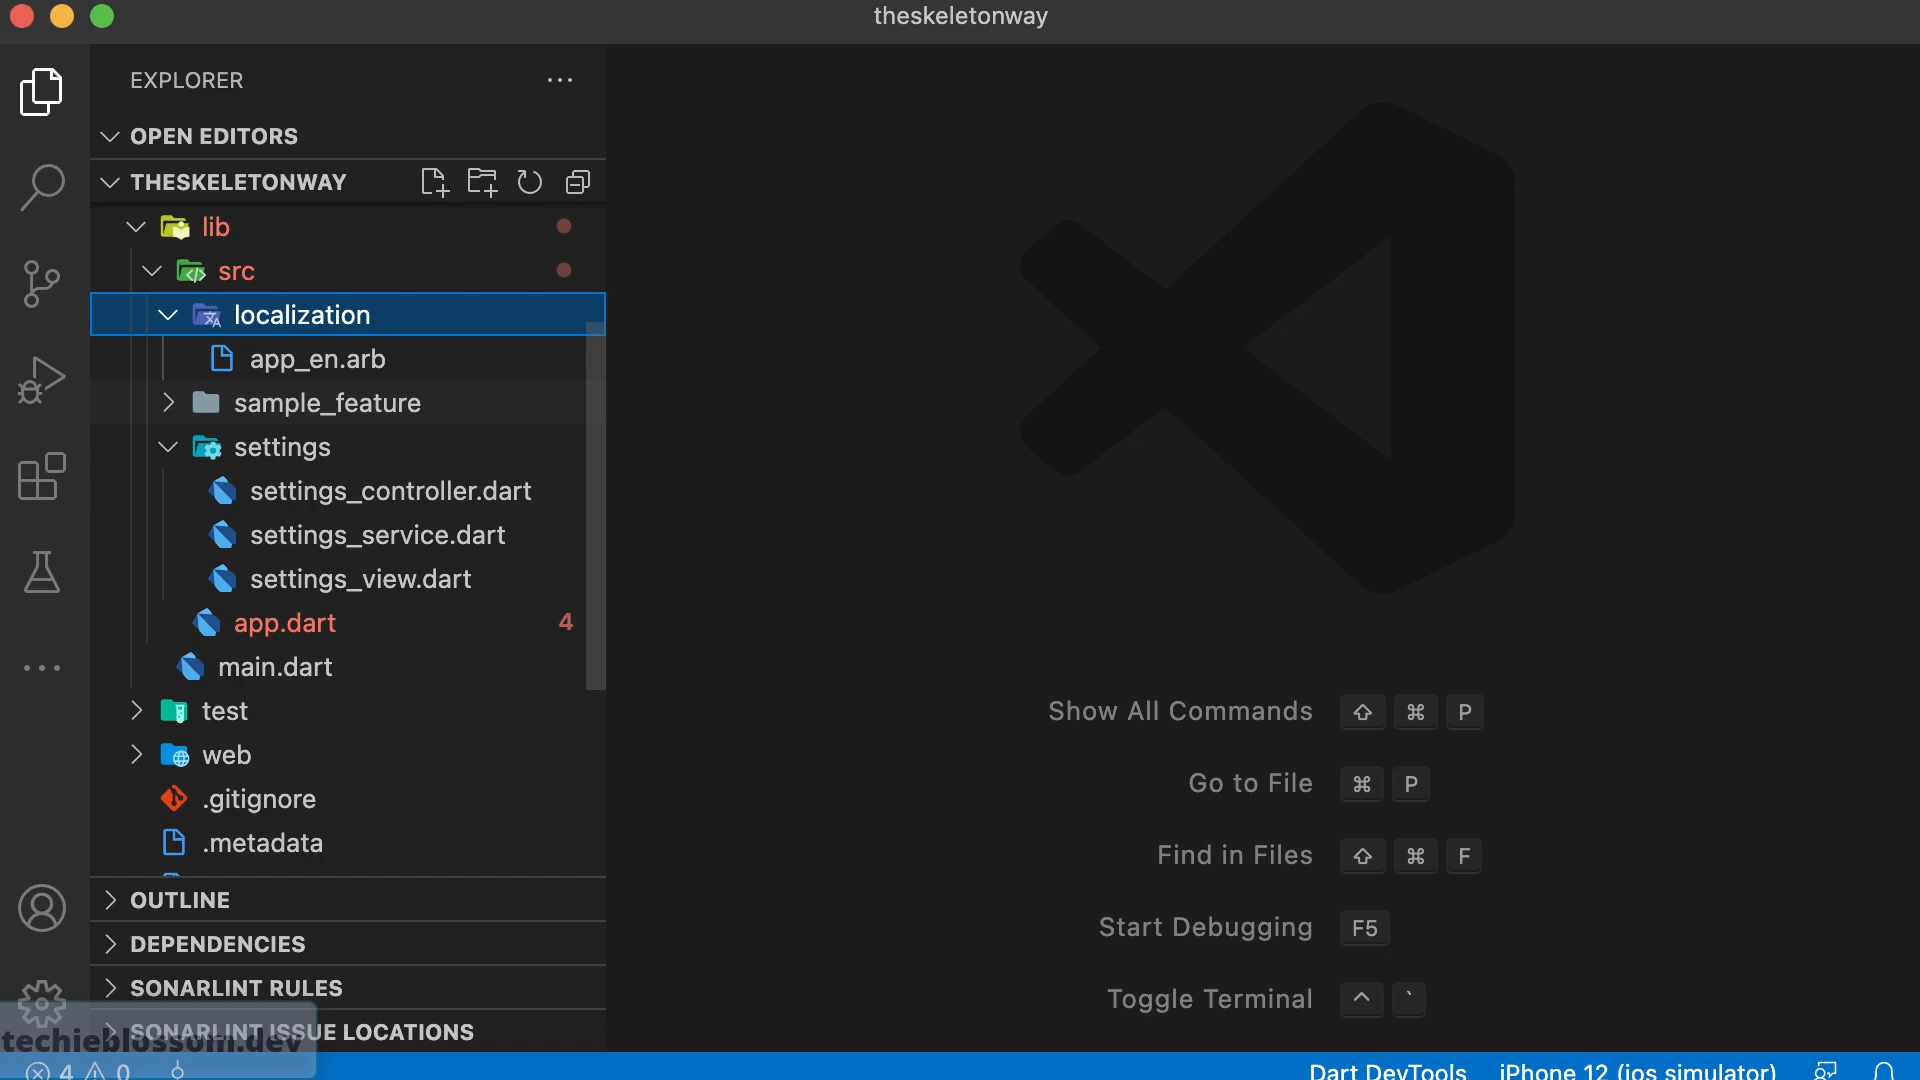 theskeletonway
EXPLORER
OPEN EDITORS
THESKELETONWAY
lib
src
localization
app_en.arb
sample_feature
settings
settings_controller.dart
settings_service.dart
settings_view.dart
app.dart 4
main.dart
test
web
.gitignore
.metadata
OUTLINE
DEPENDENCIES
SONARLINT RULES
SONARLINT ISSUE LOCATIONS
techieblossom.dev
Show All Commands ⇧ ⌘ P
Go to File ⌘ P
Find in Files ⇧ ⌘ F
Start Debugging F5
Toggle Terminal ^ `
4 0
Dart DevTools iPhone 12 (ios simulator)